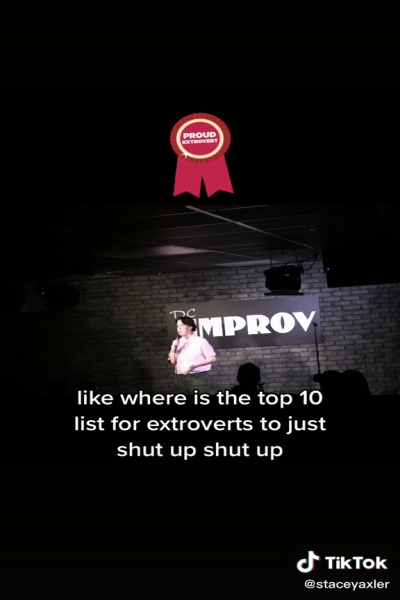 PROUD
EXTROVERT
DC
IMPROV
like where is the top 10
list for extroverts to just
shut up shut up
TikTok
@staceyaxler